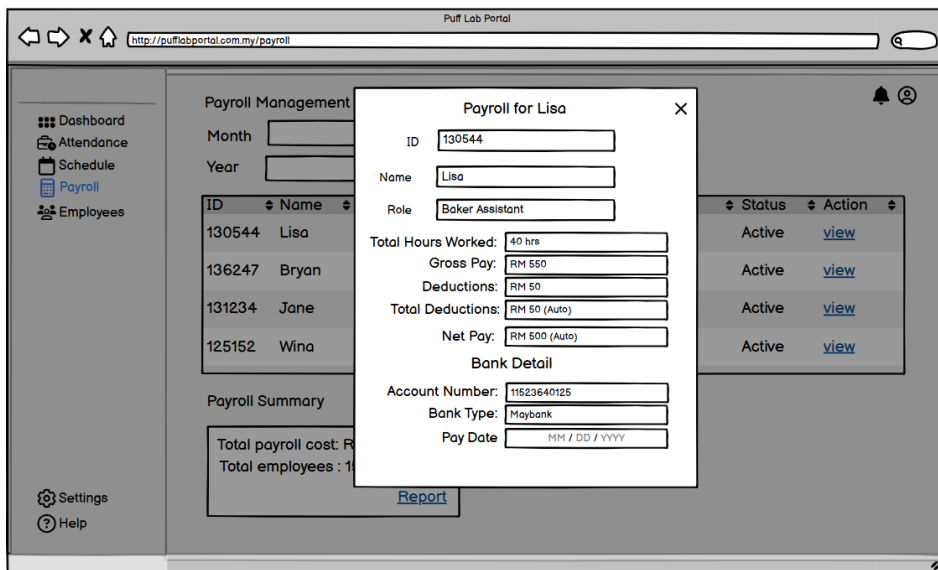 Puff Lab Portal
http://pufflabportal.com.my/payroll
Dashboard
Attendance
Schedule
Payroll
Employees
Settings
Help
Payroll Management
Month
Year
ID Name Status Action
130544 Lisa Active view
136247 Bryan Active view
131234 Jane Active view
125152 Wina Active view
Payroll Summary
Total payroll cost: R
Total employees : 1
Report
Payroll for Lisa
ID 130544
Name Lisa
Role Baker Assistant
Total Hours Worked: 40 hrs
Gross Pay: RM 550
Deductions: RM 50
Total Deductions: RM 50 (Auto)
Net Pay: RM 500 (Auto)
Bank Detail
Account Number: 11523640125
Bank Type: Maybank
Pay Date MM / DD / YYYY